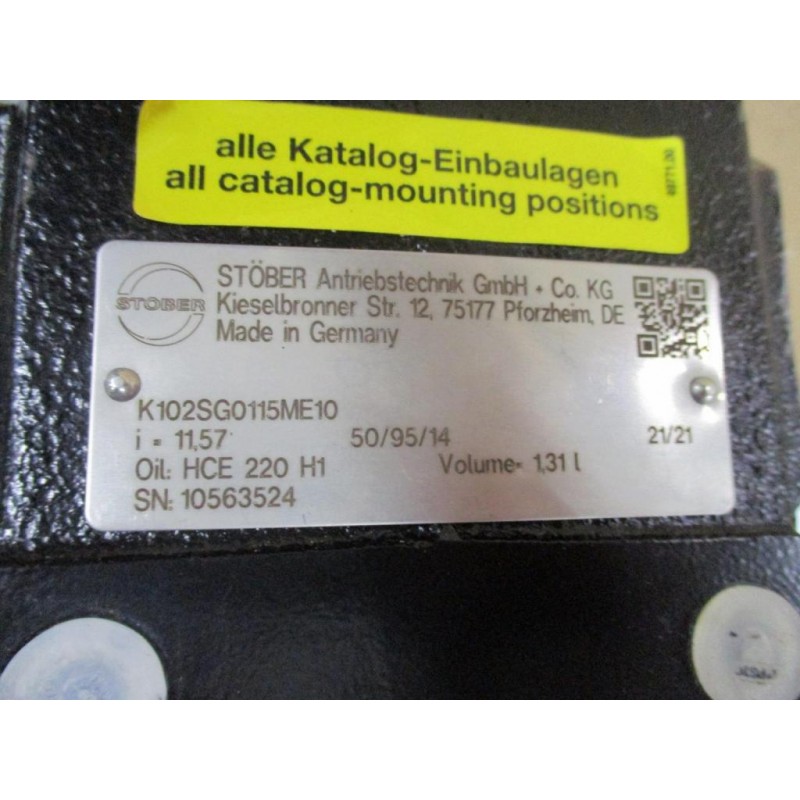 alle Katalog-Einbaulagen
all catalog-mounting positions
49771.00
STÖBER
STÖBER Antriebstechnik GmbH + Co. KG
Kieselbronner Str. 12, 75177 Pforzheim, DE
Made in Germany
K102SG0115ME10
i = 11,57 50/95/14 21/21
Oil: HCE 220 H1 Volume= 1,31 l
SN: 10563524